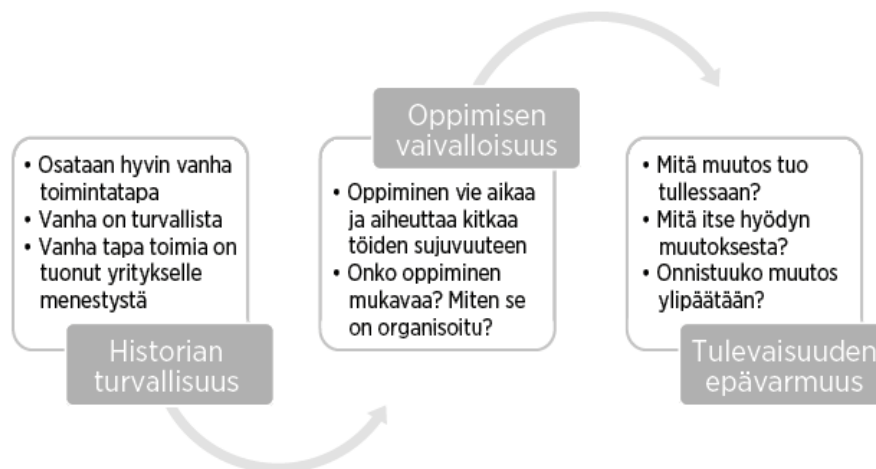 • Osataan hyvin vanha
toimintatapa
• Vanha on turvallista
• Vanha tapa toimia on
tuonut yritykselle
menestystä
Historian
turvallisuus
Oppimisen
vaivalloisuus
• Oppiminen vie aikaa
ja aiheuttaa kitkaa
töiden sujuvuuteen
• Onko oppiminen
mukavaa? Miten se
on organisoitu?
• Mitä muutos tuo
tullessaan?
• Mitä itse hyödyn
muutoksesta?
• Onnistuuko muutos
ylipäätään?
Tulevaisuuden
epävarmuus